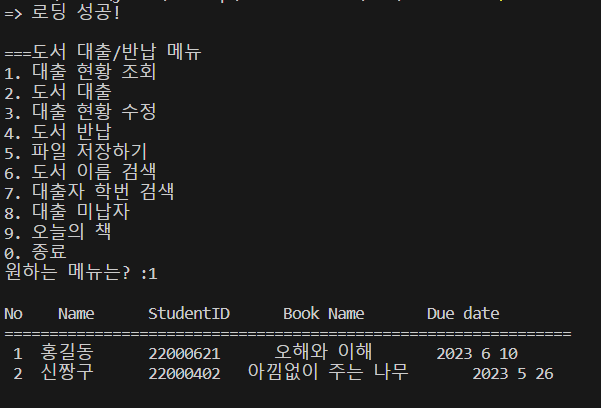 => 로딩 성공!
===도서 대출/반납 메뉴
1. 대출 현황 조회
2. 도서 대출
3. 대출 현황 수정
4. 도서 반납
5. 파일 저장하기
6. 도서 이름 검색
7. 대출자 학번 검색
8. 대출 미납자
9. 오늘의 책
0. 종료
원하는 메뉴는? :1
No Name StudentID Book Name Due date
===============================================================
1 홍길동 22000621 오해와 이해 2023 6 10
2 신짱구 22000402 아낌없이 주는 나무 2023 5 26